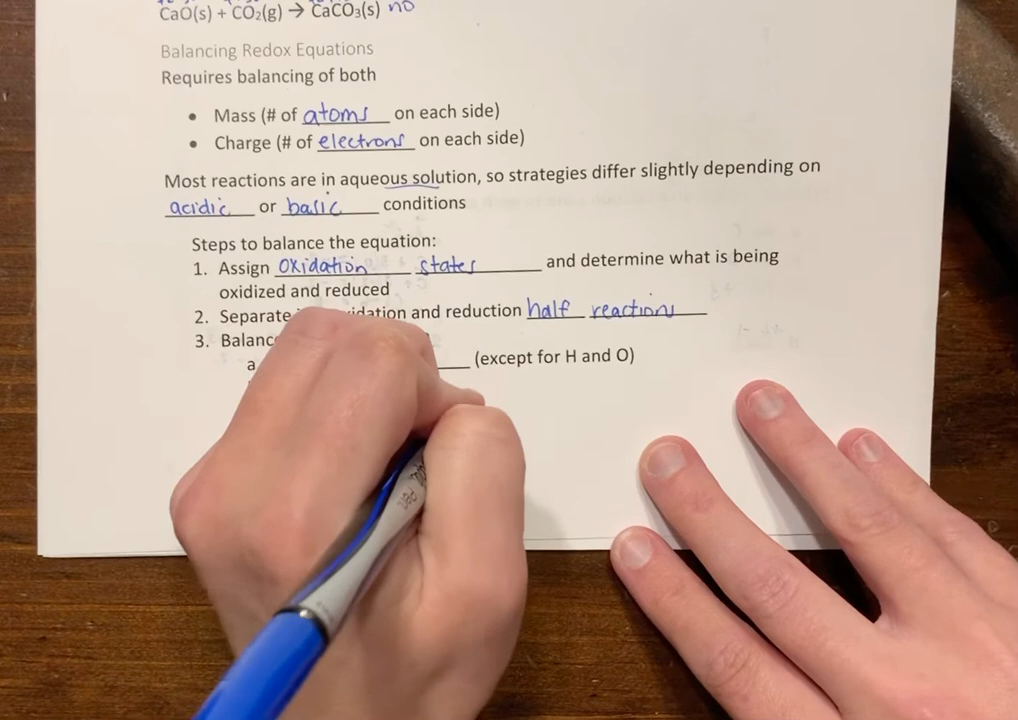 CaO(s) + CO₂(g) → CaCO₃(s) no
Balancing Redox Equations
Requires balancing of both
• Mass (# of atoms on each side)
• Charge (# of electrons on each side)
Most reactions are in aqueous solution, so strategies differ slightly depending on
acidic or basic conditions
Steps to balance the equation:
1. Assign oxidation states and determine what is being
oxidized and reduced
2. Separate and reduction half reactions
3.
a (except for H and O)